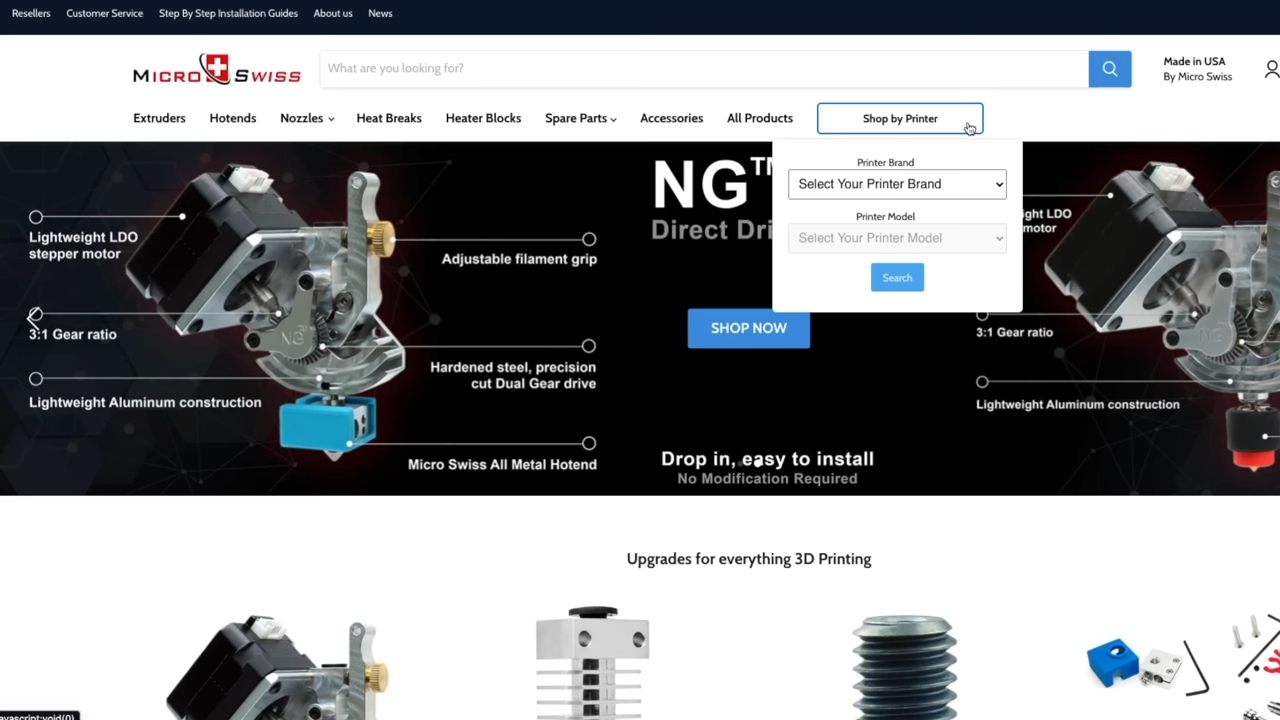 Resellers Customer Service Step By Step Installation Guides About us News
MICRO SWISS
What are you looking for?
Made in USA
By Micro Swiss
Extruders Hotends Nozzles Heat Breaks Heater Blocks Spare Parts Accessories All Products Shop by Printer
Printer Brand
Select Your Printer Brand
Printer Model
Select Your Printer Model
Search
NG™
Direct Dri
Lightweight LDO
stepper motor
Adjustable filament grip
3:1 Gear ratio
NG
Hardened steel, precision
cut Dual Gear drive
Lightweight Aluminum construction
Micro Swiss All Metal Hotend
SHOP NOW
Drop in, easy to install
No Modification Required
ight LDO
motor
3:1 Gear ratio
Lightweight Aluminum construction
Upgrades for everything 3D Printing
avascript:void(0)